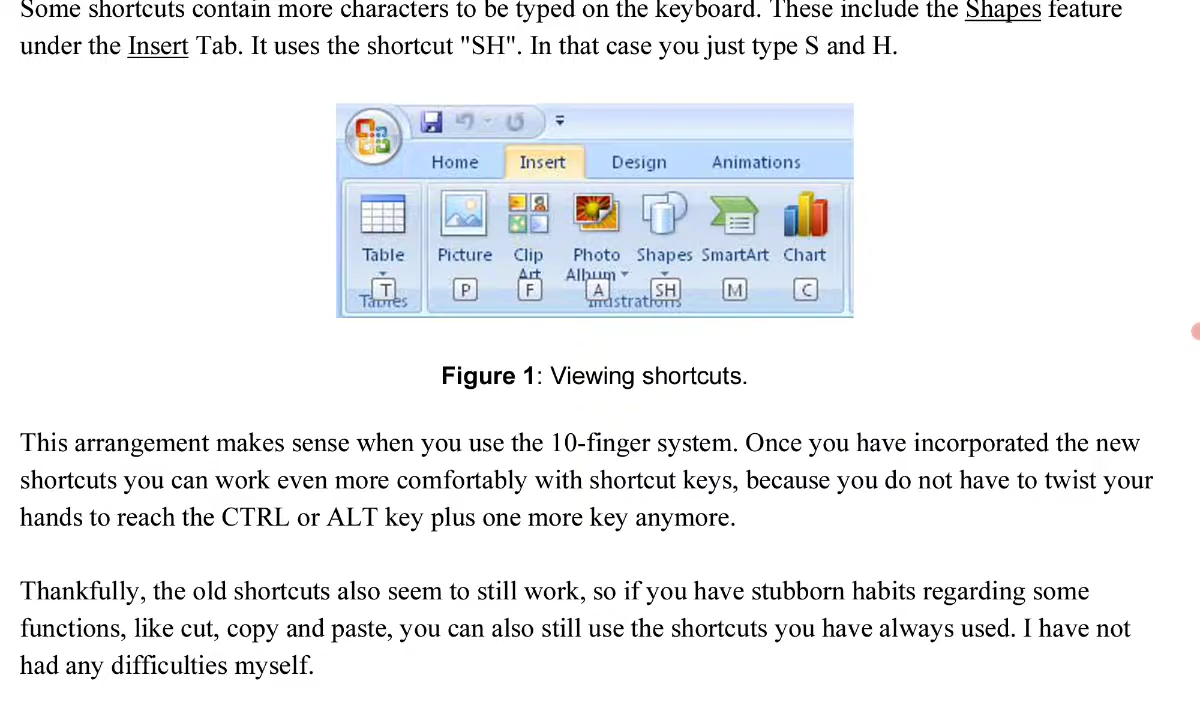 Some shortcuts contain more characters to be typed on the keyboard. These include the Shapes feature
under the Insert Tab. It uses the shortcut "SH". In that case you just type S and H.
Home Insert Design Animations
Table Picture Clip Photo Shapes SmartArt Chart
Art Album
T P F A SH M C
Tables Illustrations
Figure 1: Viewing shortcuts.
This arrangement makes sense when you use the 10-finger system. Once you have incorporated the new
shortcuts you can work even more comfortably with shortcut keys, because you do not have to twist your
hands to reach the CTRL or ALT key plus one more key anymore.
Thankfully, the old shortcuts also seem to still work, so if you have stubborn habits regarding some
functions, like cut, copy and paste, you can also still use the shortcuts you have always used. I have not
had any difficulties myself.